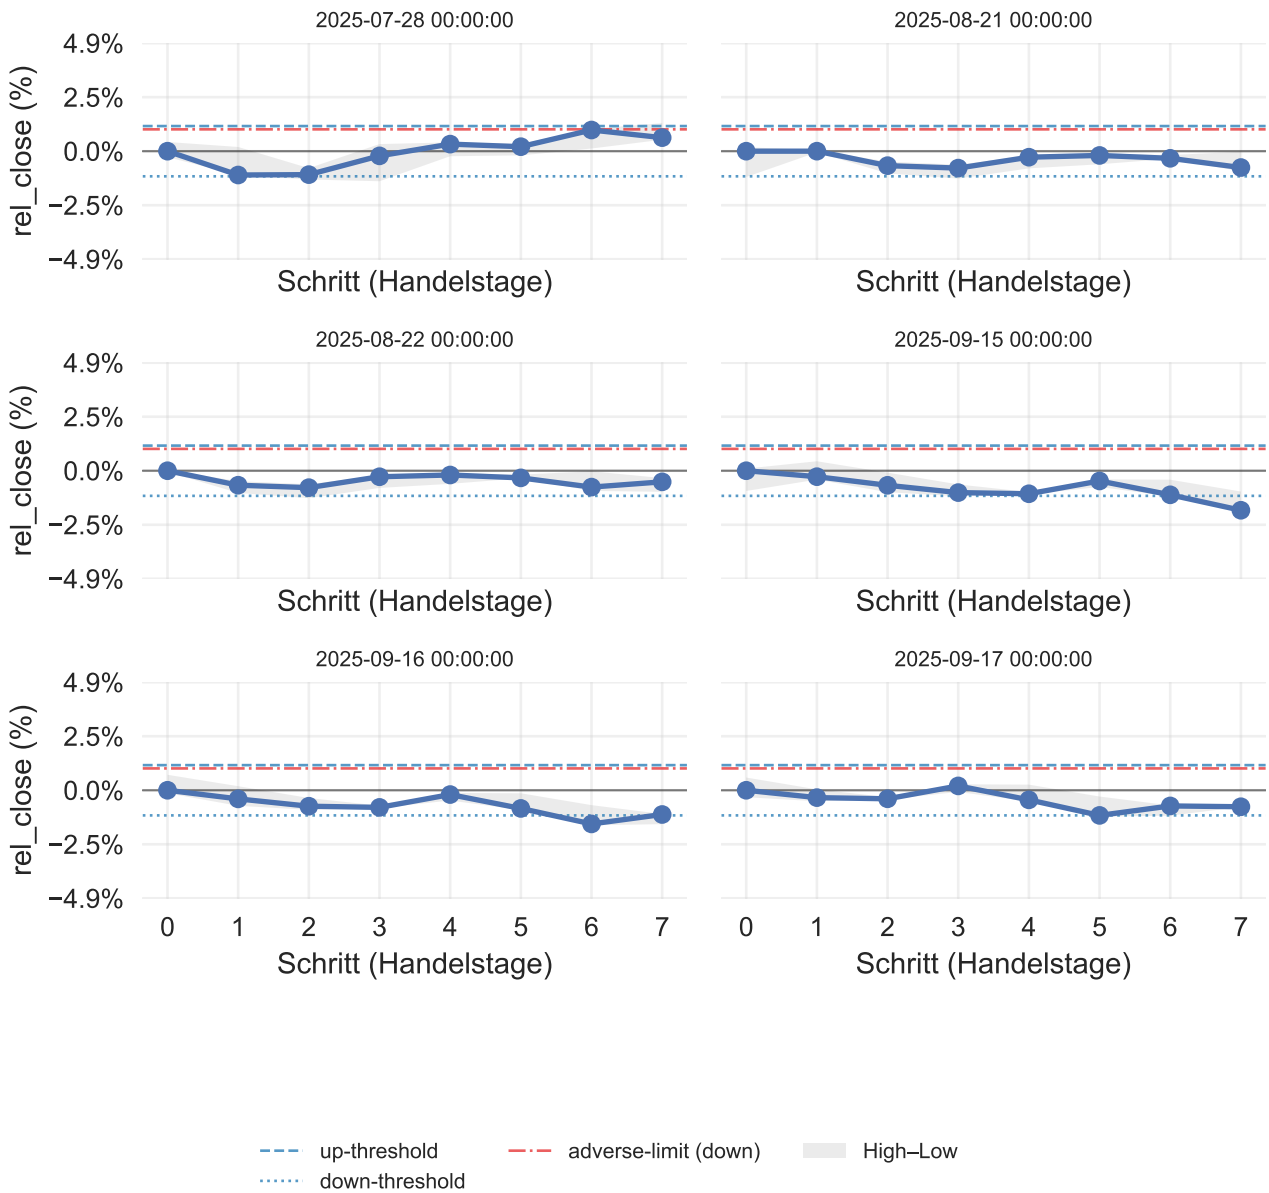 2025-07-28 00:00:00
2025-08-21 00:00:00
4.9%
2.5%
0.0%
−2.5%
−4.9%
rel_close (%)
Schritt (Handelstage)
Schritt (Handelstage)
2025-08-22 00:00:00
2025-09-15 00:00:00
4.9%
2.5%
0.0%
−2.5%
−4.9%
rel_close (%)
Schritt (Handelstage)
Schritt (Handelstage)
2025-09-16 00:00:00
2025-09-17 00:00:00
4.9%
2.5%
0.0%
−2.5%
−4.9%
rel_close (%)
0 1 2 3 4 5 6 7
0 1 2 3 4 5 6 7
Schritt (Handelstage)
Schritt (Handelstage)
up-threshold
down-threshold
adverse-limit (down)
High–Low